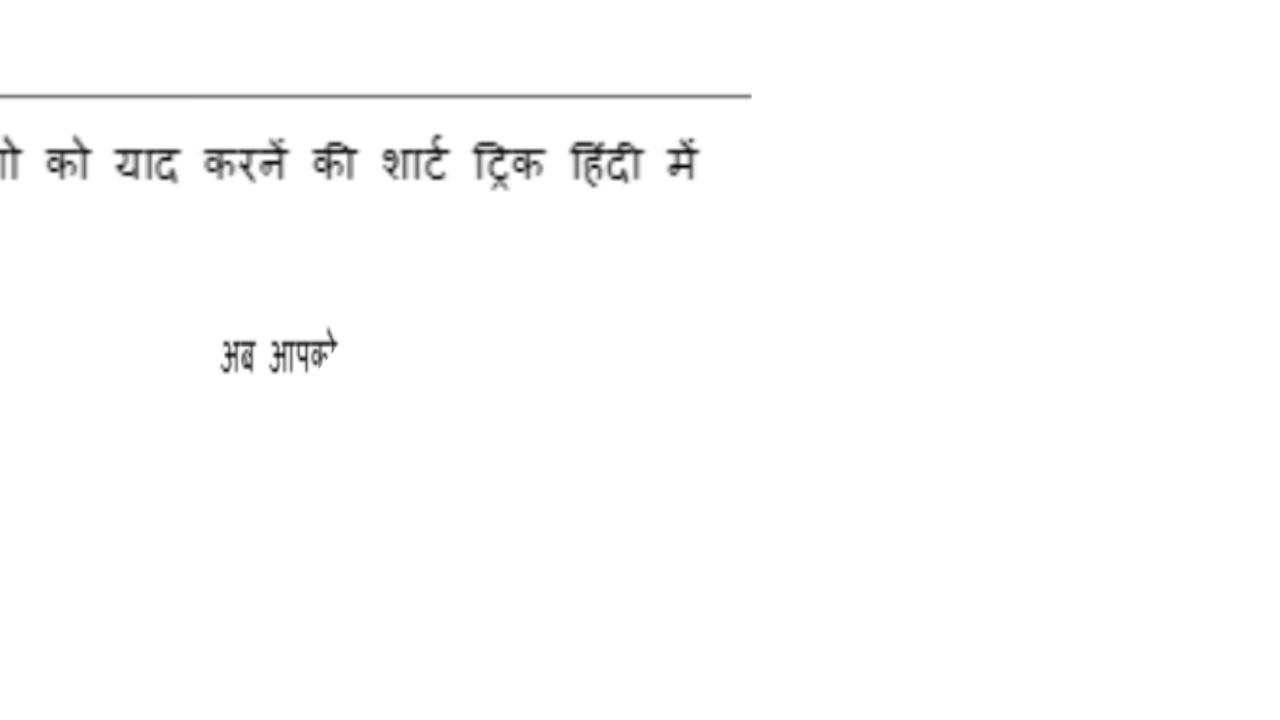 को याद करनें की शार्ट ट्रिक हिंदी में
अब आपको